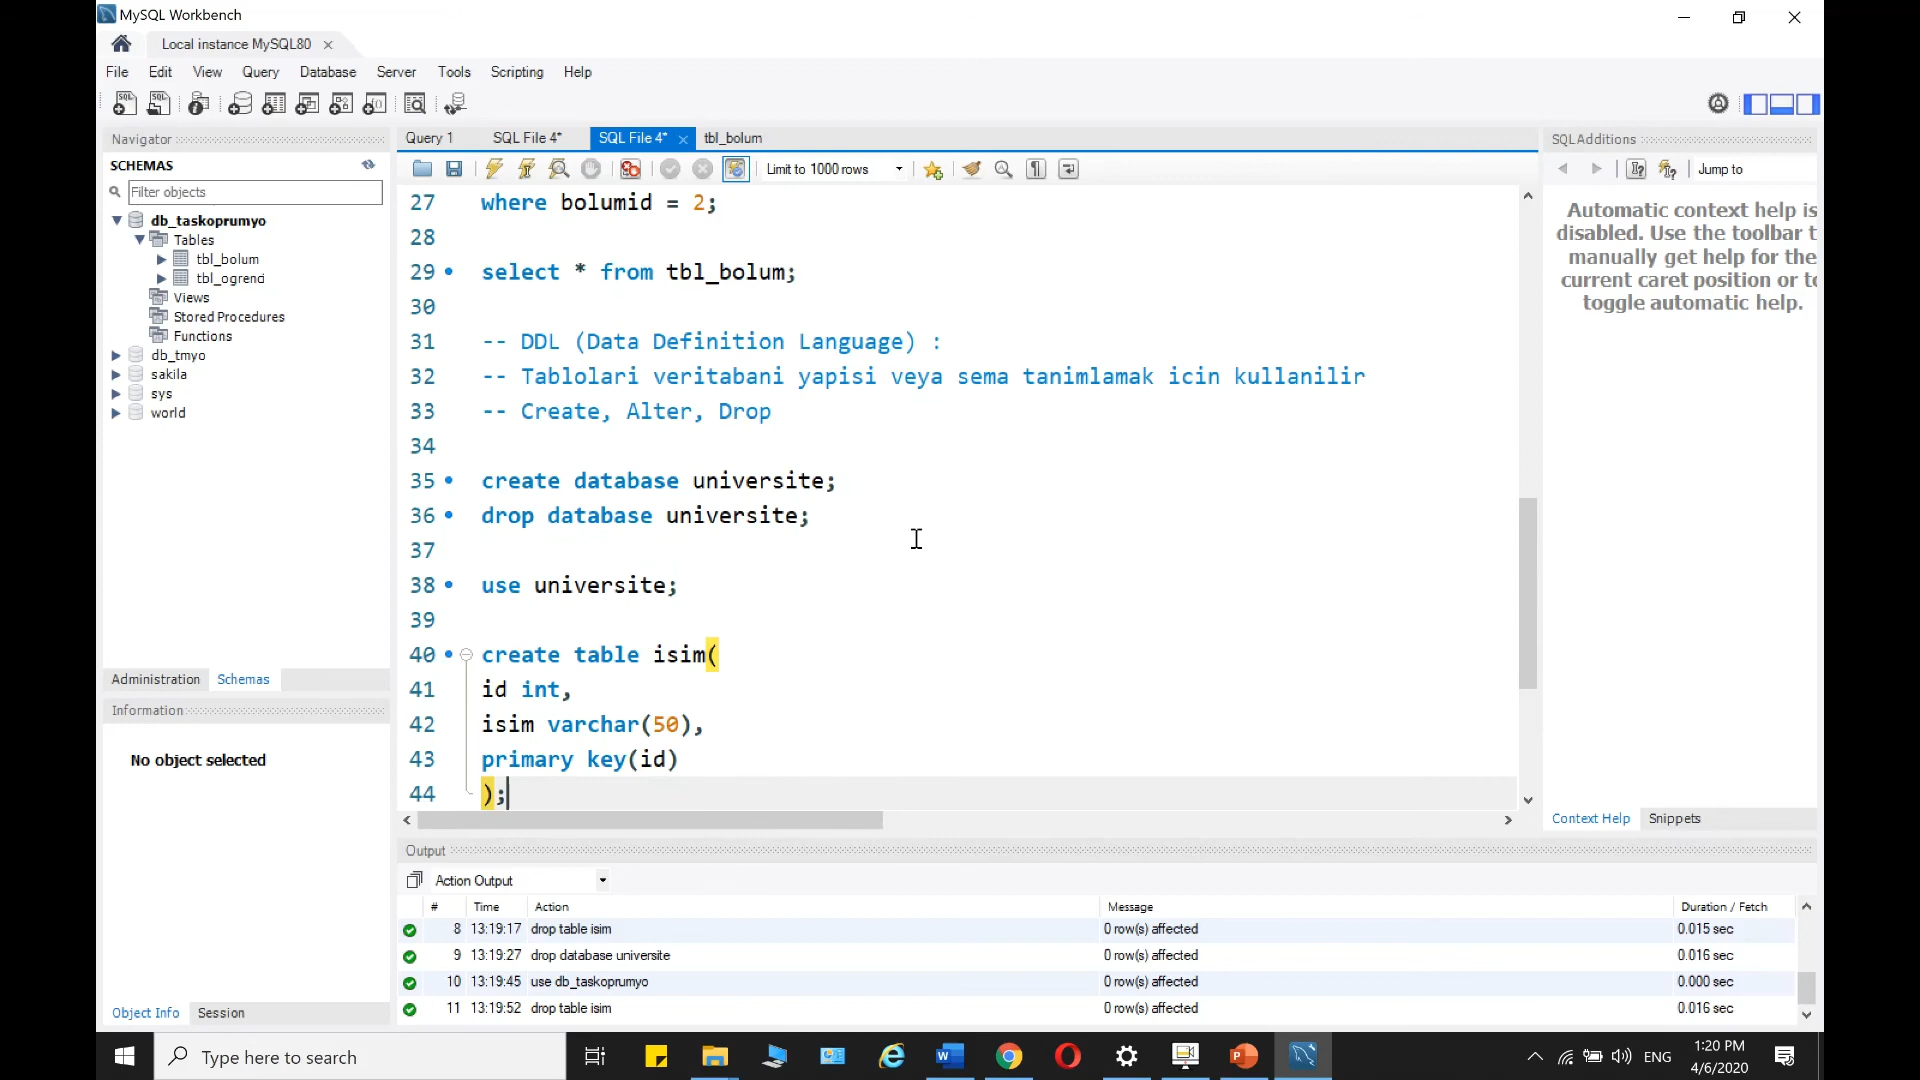 MySQL Workbench
Local instance MySQL80
File Edit View Query Database Server Tools Scripting Help
Navigator
SCHEMAS
Filter objects
db_taskoprumyo
Tables
tbl_bolum
tbl_ogrenci
Views
Stored Procedures
Functions
db_tmyo
sakila
sys
world
Administration Schemas
Information
No object selected
Object Info Session
Query 1 SQL File 4* SQL File 4* tbl_bolum
Limit to 1000 rows
27 where bolumid = 2;
28
29 select * from tbl_bolum;
30
31 -- DDL (Data Definition Language) :
32 -- Tablolari veritabani yapisi veya sema tanimlamak icin kullanilir
33 -- Create, Alter, Drop
34
35 create database universite;
36 drop database universite;
37
38 use universite;
39
40 create table isim(
41 id int,
42 isim varchar(50),
43 primary key(id)
44 );
SQLAdditions
Jump to
Automatic context help is
disabled. Use the toolbar t
manually get help for the
current caret position or to
toggle automatic help.
Context Help Snippets
Output
Action Output
# Time Action Message Duration / Fetch
8 13:19:17 drop table isim 0 row(s) affected 0.015 sec
9 13:19:27 drop database universite 0 row(s) affected 0.016 sec
10 13:19:45 use db_taskoprumyo 0 row(s) affected 0.000 sec
11 13:19:52 drop table isim 0 row(s) affected 0.016 sec
Type here to search
ENG
1:20 PM
4/6/2020